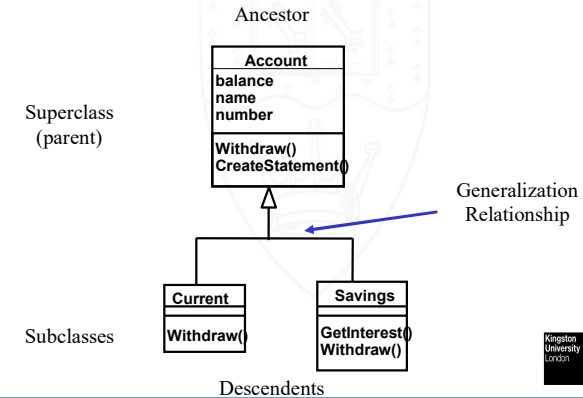 Ancestor
Account
balance
name
number
Superclass
(parent)
Withdraw()
CreateStatement()
Generalization
Relationship
Current
Savings
Subclasses
Withdraw()
GetInterest()
Withdraw()
Descendents
Kingston
University
London